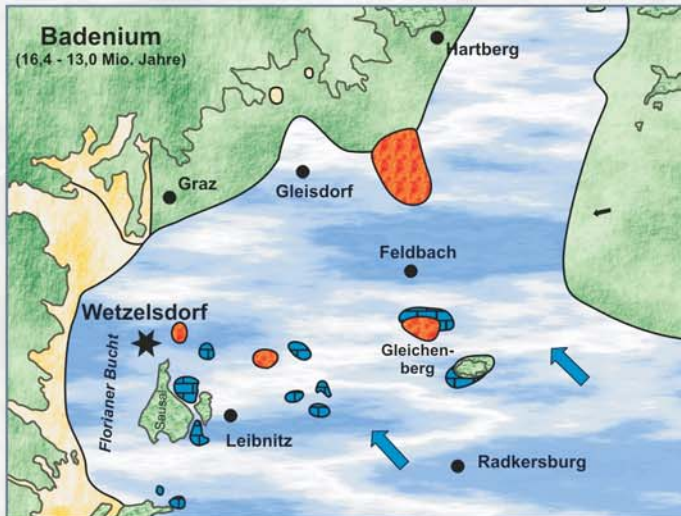 Badenium
(16,4 - 13,0 Mio. Jahre)
Hartberg
Graz
Gleisdorf
Feldbach
Wetzelsdorf
Florianer Bucht
Gleichen-
berg
Sausal
Leibnitz
Radkersburg